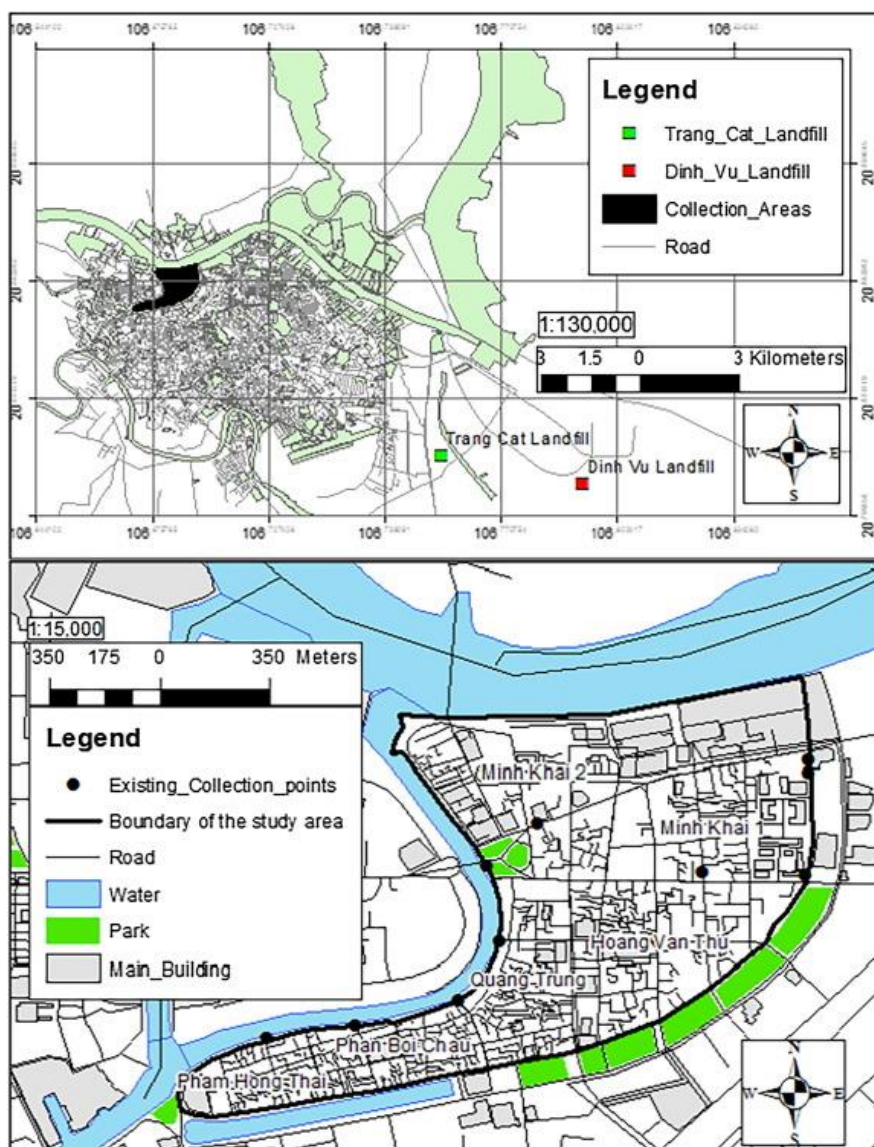 Legend
Trang_Cat_Landfill
Dinh_Vu_Landfill
Collection_Areas
Road
1:130,000
3 1.5 0 3 Kilometers
Trang Cat Landfill
Dinh Vu Landfill
N
W E
S
1:15.000
350 175 0 350 Meters
Legend
Existing_Collection_points
Boundary of the study area
Road
Water
Park
Main_Building
Minh Khai 2
Minh Khai 1
Hoang Van Thu
Quang Trung
Phan Boi Chau
Pham Hong Thai
N
W E
S